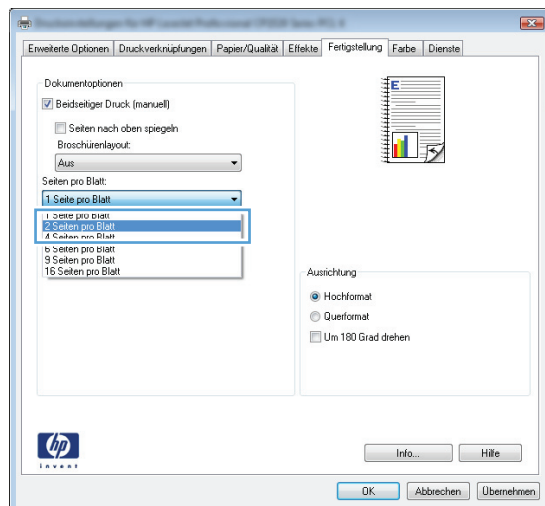 Erweiterte Optionen Druckverknüpfungen Papier/Qualität Effekte Fertigstellung Farbe Dienste
Dokumentoptionen
Beidseitiger Druck (manuell)
Seiten nach oben spiegeln
Broschürenlayout:
Aus
Seiten pro Blatt:
1 Seite pro Blatt
1 Seite pro Blatt
2 Seiten pro Blatt
4 Seiten pro Blatt
6 Seiten pro Blatt
9 Seiten pro Blatt
16 Seiten pro Blatt
E
Ausrichtung
Hochformat
Querformat
Um 180 Grad drehen
hp
invent
Info... Hilfe
OK Abbrechen Übernehmen